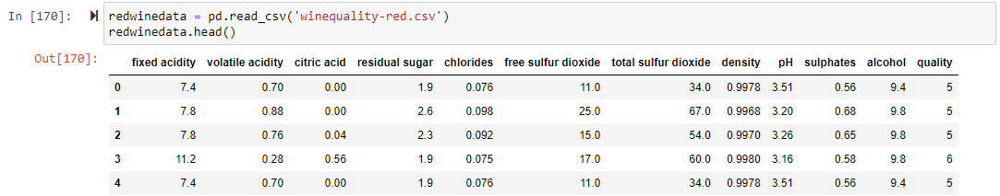 In [170]: redwinedata = pd.read_csv('winequality-red.csv')
redwinedata.head()
Out[170]:
fixed acidity volatile acidity citric acid residual sugar chlorides free sulfur dioxide total sulfur dioxide density pH sulphates alcohol quality
0 7.4 0.70 0.00 1.9 0.076 11.0 34.0 0.9978 3.51 0.56 9.4 5
1 7.8 0.88 0.00 2.6 0.098 25.0 67.0 0.9968 3.20 0.68 9.8 5
2 7.8 0.76 0.04 2.3 0.092 15.0 54.0 0.9970 3.26 0.65 9.8 5
3 11.2 0.28 0.56 1.9 0.075 17.0 60.0 0.9980 3.16 0.58 9.8 6
4 7.4 0.70 0.00 1.9 0.076 11.0 34.0 0.9978 3.51 0.56 9.4 5